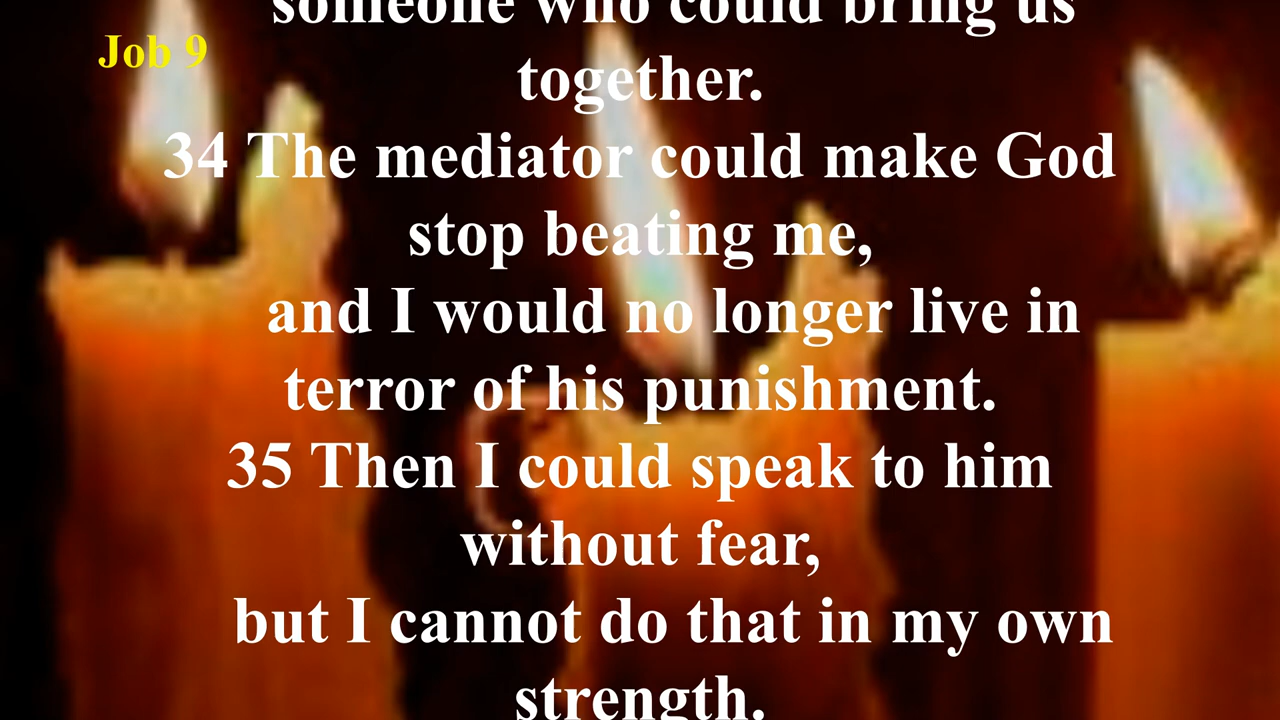 someone who could bring us
Job 9
together.
34 The mediator could make God
stop beating me,
and I would no longer live in
terror of his punishment.
35 Then I could speak to him
without fear,
but I cannot do that in my own
strength.